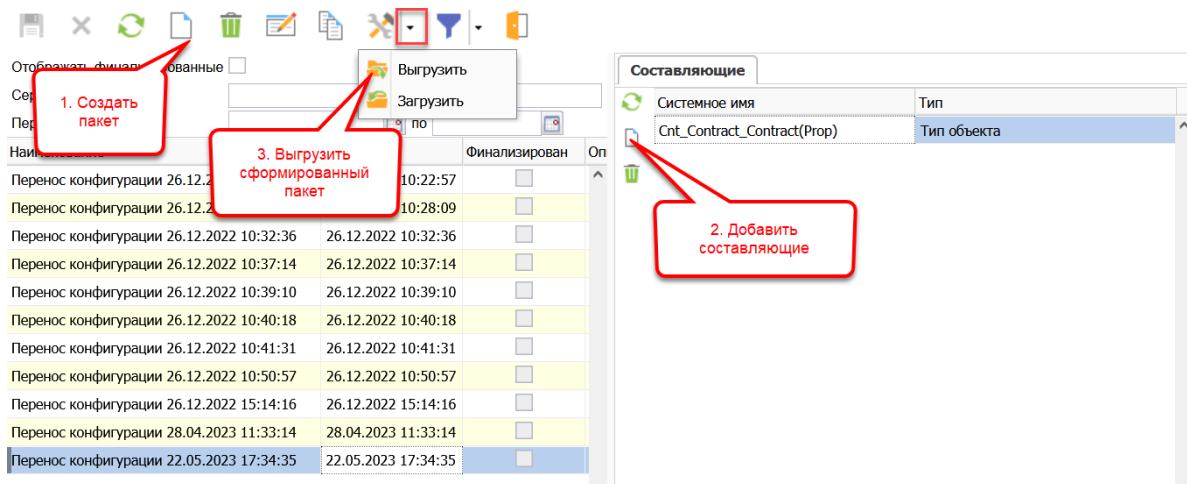 Отображать финализированные
Выгрузить
Загрузить
1. Создать
пакет
Сер
Пер
по
3. Выгрузить
сформированный
пакет
Финализирован
Перенос конфигурации 26.12.2 10:22:57
Перенос конфигурации 26.12.2 10:28:09
Перенос конфигурации 26.12.2022 10:32:36 26.12.2022 10:32:36
Перенос конфигурации 26.12.2022 10:37:14 26.12.2022 10:37:14
Перенос конфигурации 26.12.2022 10:39:10 26.12.2022 10:39:10
Перенос конфигурации 26.12.2022 10:40:18 26.12.2022 10:40:18
Перенос конфигурации 26.12.2022 10:41:31 26.12.2022 10:41:31
Перенос конфигурации 26.12.2022 10:50:57 26.12.2022 10:50:57
Перенос конфигурации 26.12.2022 15:14:16 26.12.2022 15:14:16
Перенос конфигурации 28.04.2023 11:33:14 28.04.2023 11:33:14
Перенос конфигурации 22.05.2023 17:34:35 22.05.2023 17:34:35
Составляющие
Системное имя Тип
Cnt_Contract_Contract(Prop) Тип объекта
2. Добавить
составляющие